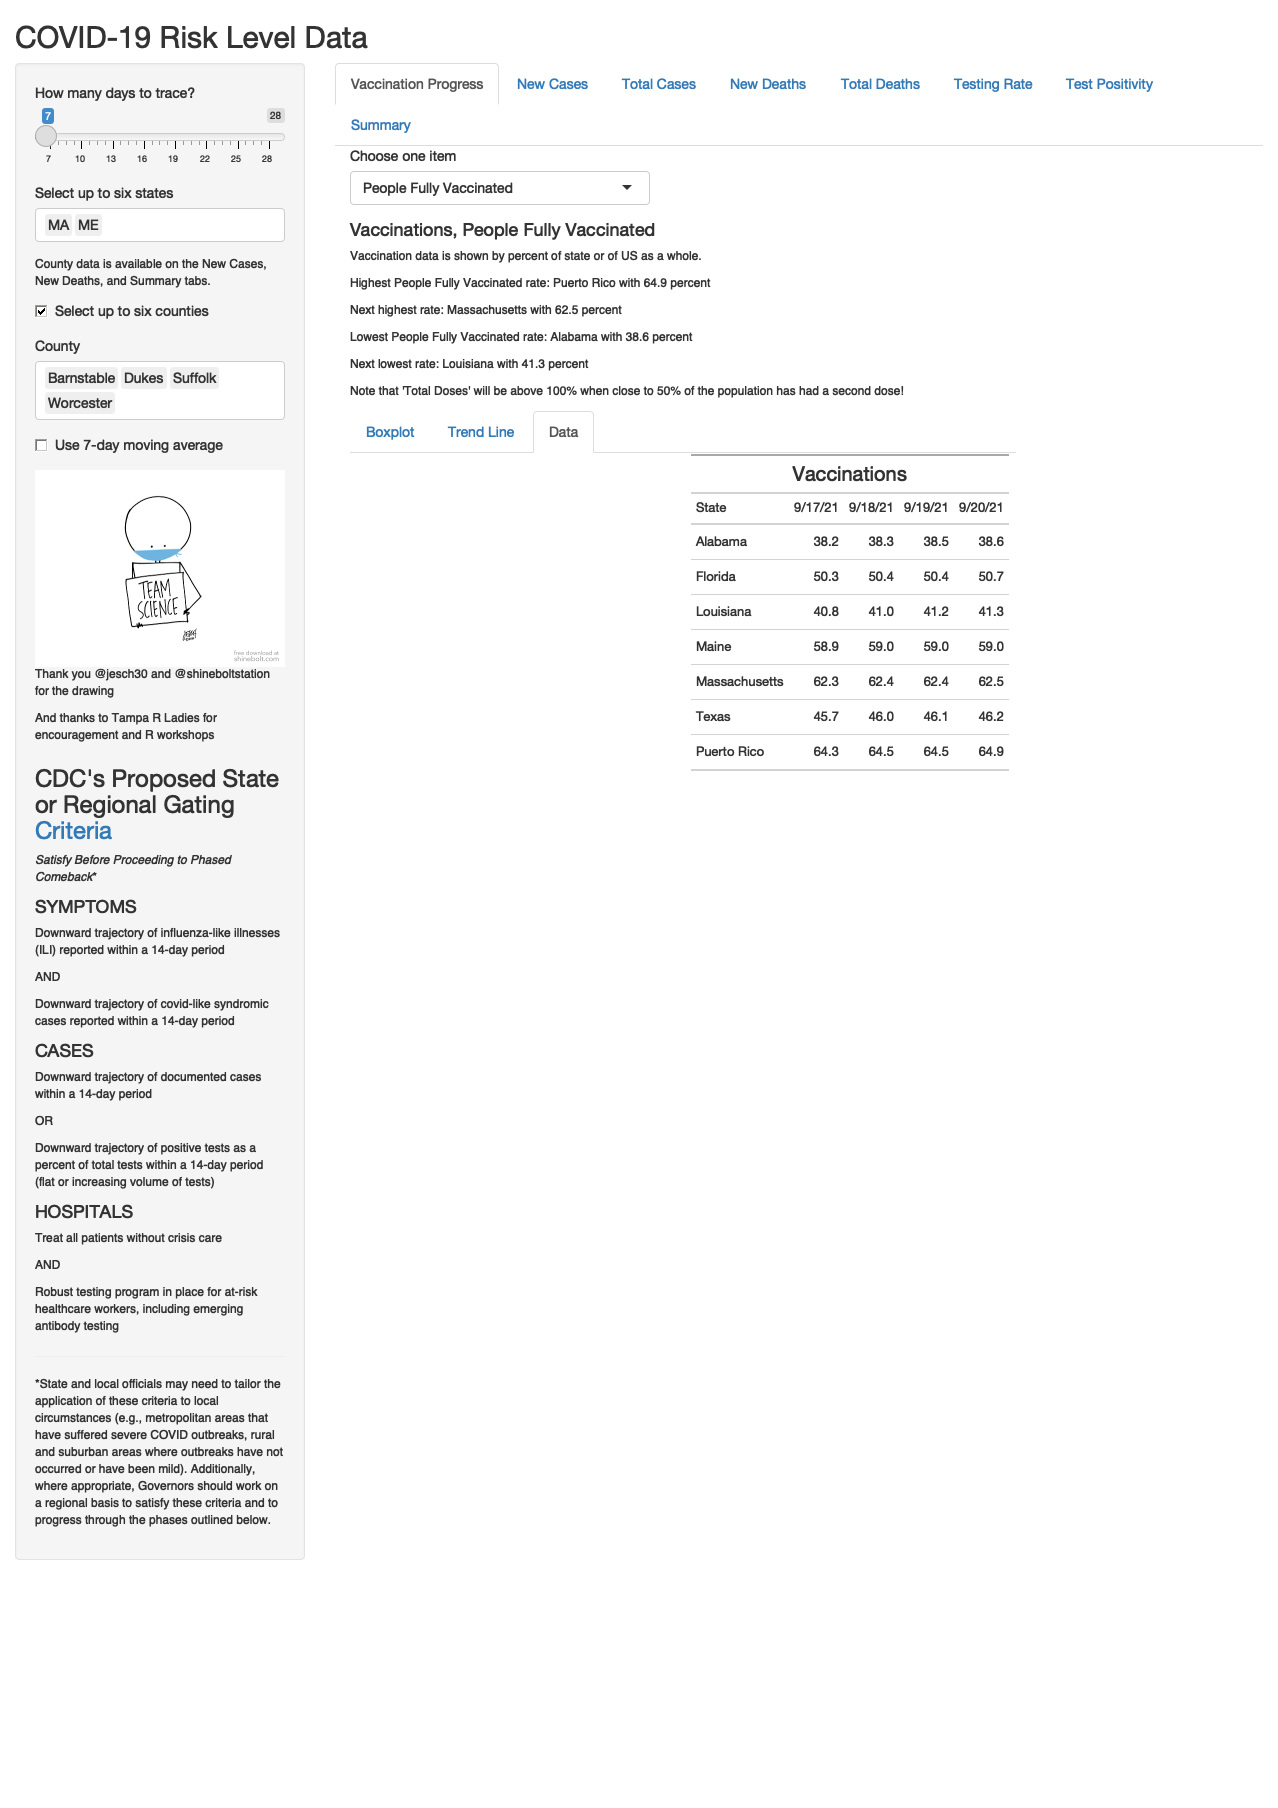 COVID-19 Risk Level Data
How many days to trace?
7 28
7 10 13 16 19 22 25 28
Select up to six states
MA ME
County data is available on the New Cases,
New Deaths, and Summary tabs.
Select up to six counties
County
Barnstable Dukes Suffolk
Worcester
Use 7-day moving average
TEAM
SCIENCE
free download at
shinebolt.com
Thank you @jesch30 and @shineboltstation
for the drawing
And thanks to Tampa R Ladies for
encouragement and R workshops
CDC's Proposed State
or Regional Gating
Criteria
Satisfy Before Proceeding to Phased
Comeback*
SYMPTOMS
Downward trajectory of influenza-like illnesses
(ILI) reported within a 14-day period
AND
Downward trajectory of covid-like syndromic
cases reported within a 14-day period
CASES
Downward trajectory of documented cases
within a 14-day period
OR
Downward trajectory of positive tests as a
percent of total tests within a 14-day period
(flat or increasing volume of tests)
HOSPITALS
Treat all patients without crisis care
AND
Robust testing program in place for at-risk
healthcare workers, including emerging
antibody testing
*State and local officials may need to tailor the
application of these criteria to local
circumstances (e.g., metropolitan areas that
have suffered severe COVID outbreaks, rural
and suburban areas where outbreaks have not
occurred or have been mild). Additionally,
where appropriate, Governors should work on
a regional basis to satisfy these criteria and to
progress through the phases outlined below.
Vaccination Progress New Cases Total Cases New Deaths Total Deaths Testing Rate Test Positivity
Summary
Choose one item
People Fully Vaccinated
Vaccinations, People Fully Vaccinated
Vaccination data is shown by percent of state or of US as a whole.
Highest People Fully Vaccinated rate: Puerto Rico with 64.9 percent
Next highest rate: Massachusetts with 62.5 percent
Lowest People Fully Vaccinated rate: Alabama with 38.6 percent
Next lowest rate: Louisiana with 41.3 percent
Note that 'Total Doses' will be above 100% when close to 50% of the population has had a second dose!
Boxplot Trend Line Data
Vaccinations
State 9/17/21 9/18/21 9/19/21 9/20/21
Alabama 38.2 38.3 38.5 38.6
Florida 50.3 50.4 50.4 50.7
Louisiana 40.8 41.0 41.2 41.3
Maine 58.9 59.0 59.0 59.0
Massachusetts 62.3 62.4 62.4 62.5
Texas 45.7 46.0 46.1 46.2
Puerto Rico 64.3 64.5 64.5 64.9